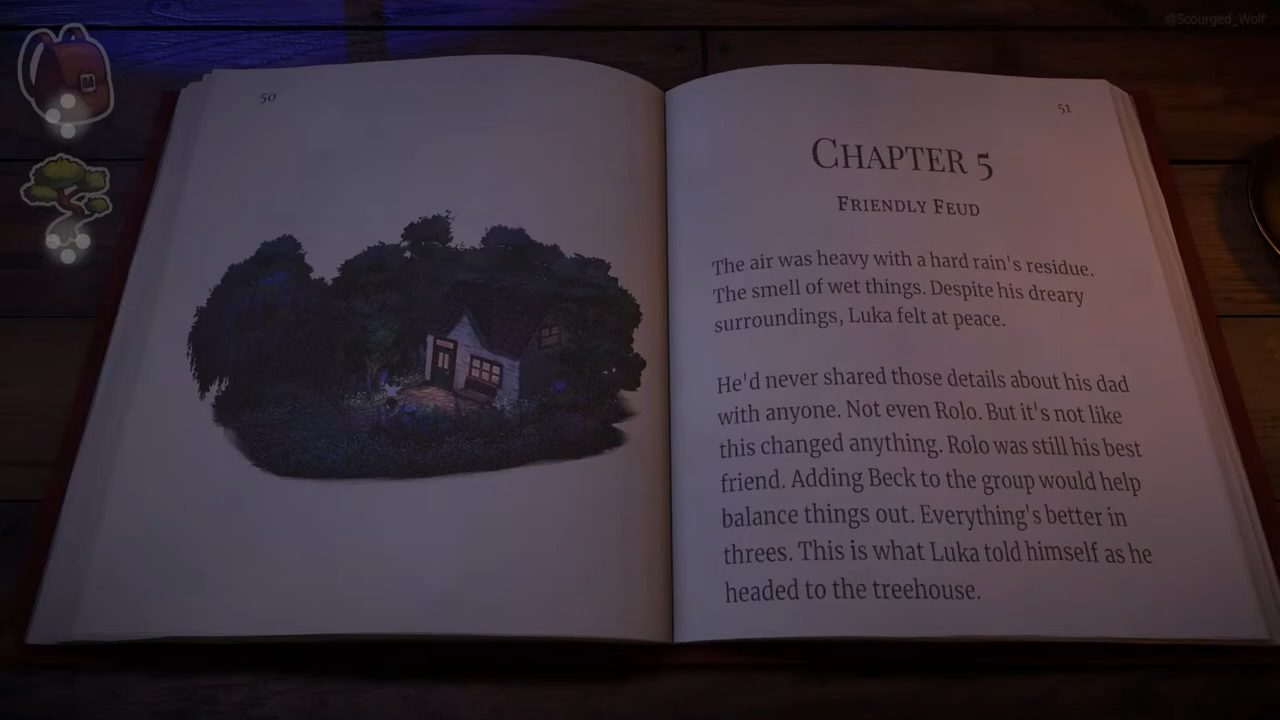 @Scourged_Wolf
50
51
Chapter 5
Friendly Feud
The air was heavy with a hard rain's residue.
The smell of wet things. Despite his dreary
surroundings, Luka felt at peace.
He'd never shared those details about his dad
with anyone. Not even Rolo. But it's not like
this changed anything. Rolo was still his best
friend. Adding Beck to the group would help
balance things out. Everything's better in
threes. This is what Luka told himself as he
headed to the treehouse.